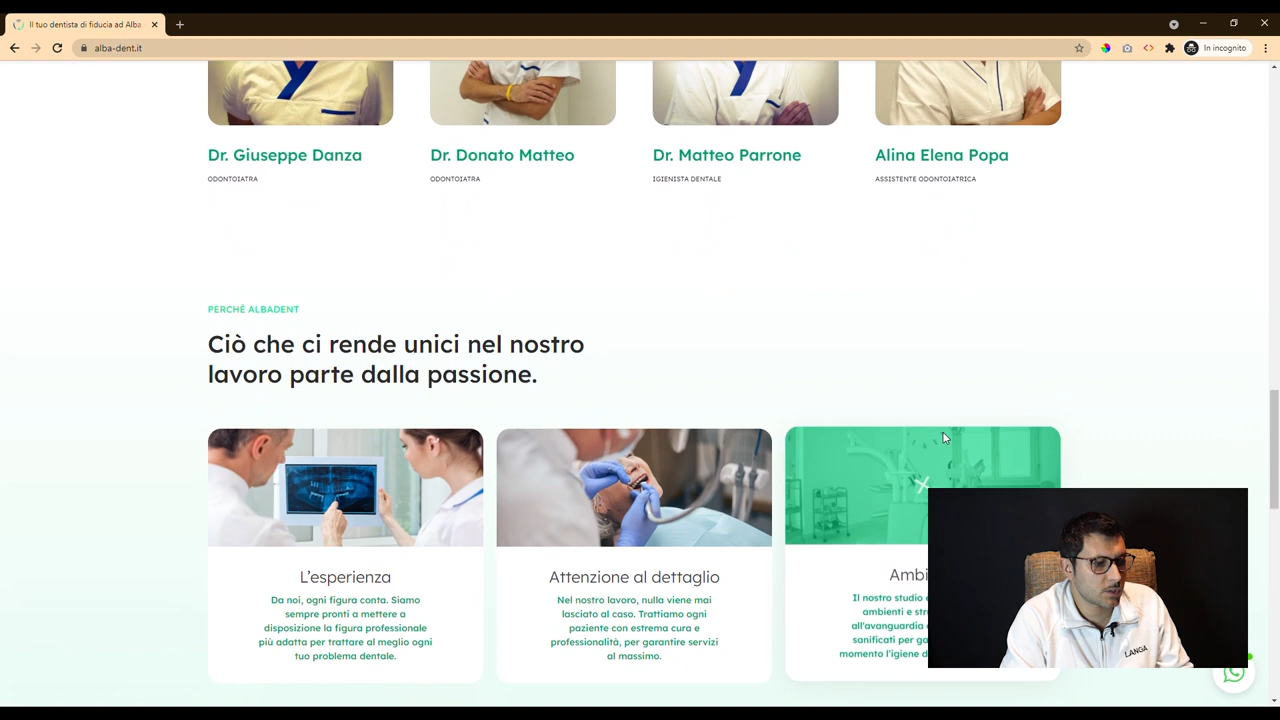 Il tuo dentista di fiducia ad Alba
alba-dent.it
In incognito
Dr. Giuseppe Danza
ODONTOIATRA
Dr. Donato Matteo
ODONTOIATRA
Dr. Matteo Parrone
IGIENISTA DENTALE
Alina Elena Popa
ASSISTENTE ODONTOIATRICA
PERCHÉ ALBADENT
Ciò che ci rende unici nel nostro
lavoro parte dalla passione.
L'esperienza
Da noi, ogni figura conta. Siamo
sempre pronti a mettere a
disposizione la figura professionale
più adatta per trattare al meglio ogni
tuo problema dentale.
Attenzione al dettaglio
Nel nostro lavoro, nulla viene mai
lasciato al caso. Trattiamo ogni
paziente con estrema cura e
professionalità, per garantire servizi
al massimo.
Ambi
Il nostro studio
ambienti e str
all'avanguardia
sanificati per ga
momento l'igiene d
LANGA